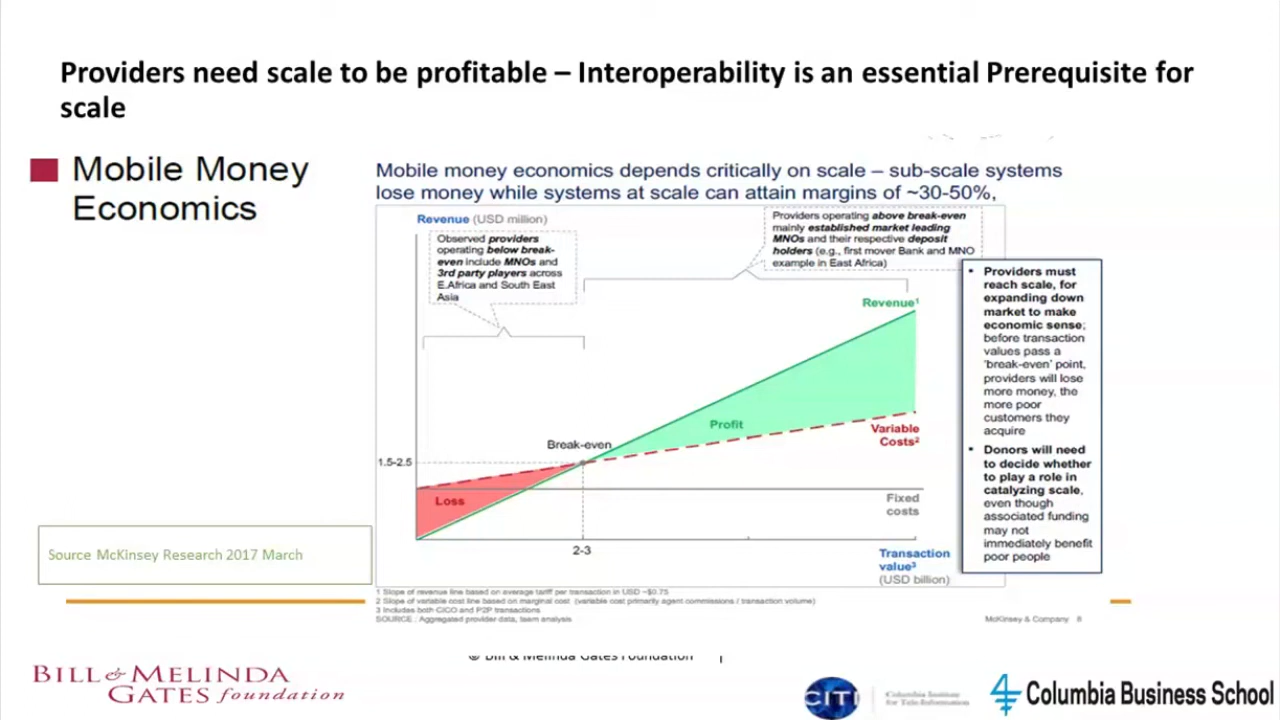 Providers need scale to be profitable – Interoperability is an essential Prerequisite for
scale
Mobile Money
Economics
Mobile money economics depends critically on scale – sub-scale systems
lose money while systems at scale can attain margins of ~30-50%,
Revenue (USD million)
Observed providers
operating below break-
even include MNOs and
3rd party players across
E.Africa and South East
Asia
Providers operating above break-even
mainly established market leading
MNOs and their respective deposit
holders (e.g., first mover Bank and MNO
example in East Africa)
Revenue¹
Profit
Variable
Costs²
Break-even
1.5-2.5
Loss
Fixed
costs
2-3
Transaction
value³
(USD billion)
• Providers must
reach scale, for
expanding down
market to make
economic sense;
before transaction
values pass a
‘break-even’ point,
providers will lose
more money, the
more poor
customers they
acquire
• Donors will need
to decide whether
to play a role in
catalyzing scale,
even though
associated funding
may not
immediately benefit
poor people
Source McKinsey Research 2017 March
1 Slope of revenue line based on average tariff per transaction in USD ~$0.75
2 Slope of variable cost line based on marginal cost (variable cost primarily agent commissions / transaction volume)
3 Includes both CICO and P2P transactions
SOURCE : Aggregated provider data, team analysis
McKinsey & Company 8
© Bill & Melinda Gates Foundation |
BILL & MELINDA
GATES foundation
CITI
Columbia Institute
for Tele-Information
Columbia Business School